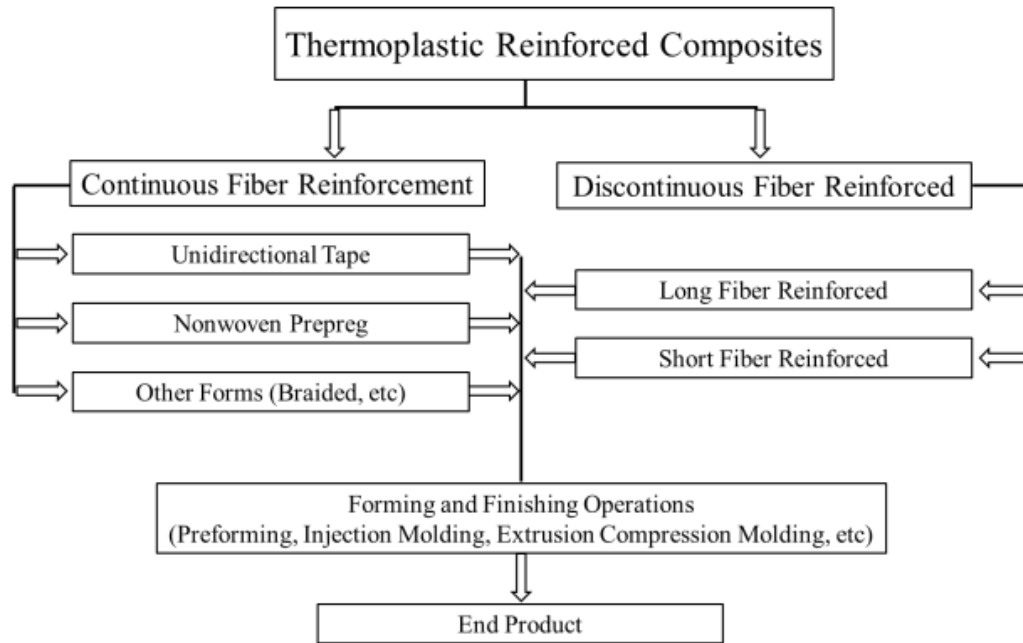 Thermoplastic Reinforced Composites
Continuous Fiber Reinforcement
Discontinuous Fiber Reinforced
Unidirectional Tape
Nonwoven Prepreg
Other Forms (Braided, etc)
Long Fiber Reinforced
Short Fiber Reinforced
Forming and Finishing Operations
(Preforming, Injection Molding, Extrusion Compression Molding, etc)
End Product